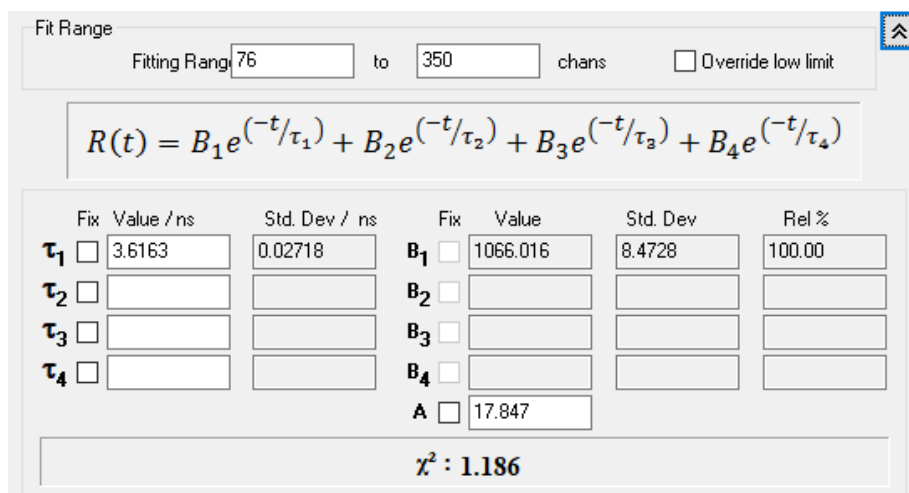 Fit Range
Fitting Rang 76 to 350 chans Override low limit
R(t) = B₁e^(-t/τ₁) + B₂e^(-t/τ₂) + B₃e^(-t/τ₃) + B₄e^(-t/τ₄)
Fix Value / ns Std. Dev / ns Fix Value Std. Dev Rel %
τ₁ 3.6163 0.02718 B₁ 1066.016 8.4728 100.00
τ₂ B₂
τ₃ B₃
τ₄ B₄
A 17.847
χ² : 1.186